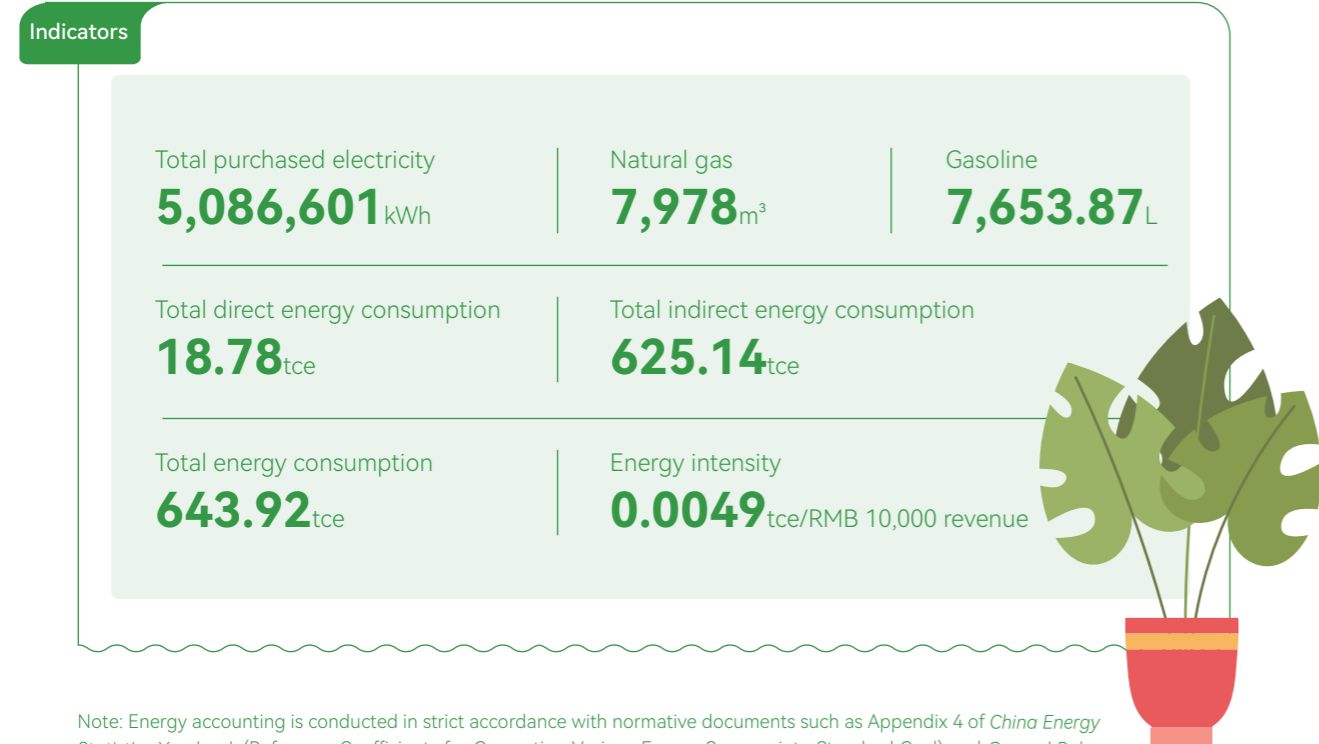 Indicators
Total purchased electricity
5,086,601kWh
Natural gas
7,978m³
Gasoline
7,653.87L
Total direct energy consumption
18.78tce
Total indirect energy consumption
625.14tce
Total energy consumption
643.92tce
Energy intensity
0.0049tce/RMB 10,000 revenue
Note: Energy accounting is conducted in strict accordance with normative documents such as Appendix 4 of China Energy